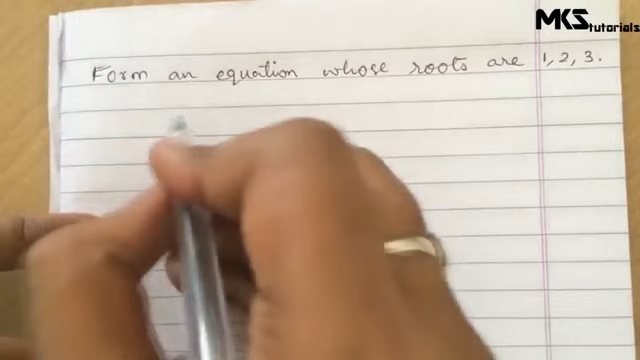 MKS tutorials
Form an equation whose roots are 1, 2, 3.